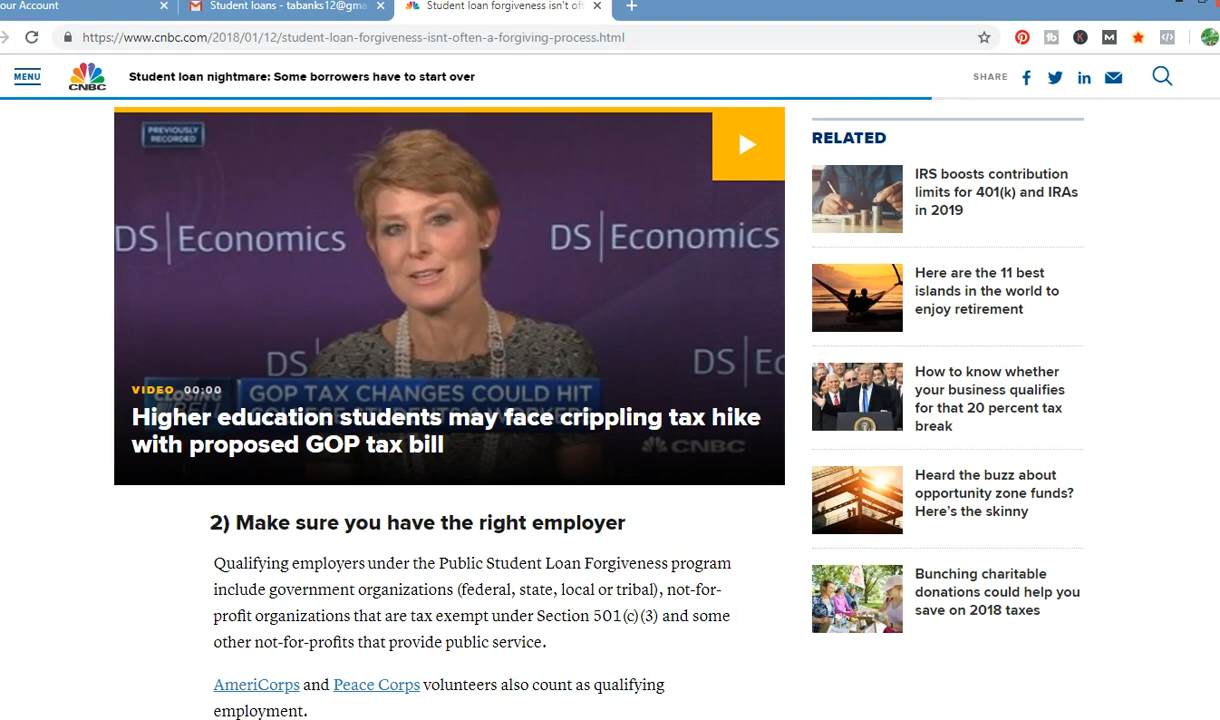 our Account
Student loans - tabanks12@gma
Student loan forgiveness isn't oft
https://www.cnbc.com/2018/01/12/student-loan-forgiveness-isnt-often-a-forgiving-process.html
MENU
CNBC
Student loan nightmare: Some borrowers have to start over
SHARE
PREVIOUSLY
RECORDED
DS|Economics
DS|Economics
DS
DS|Ec
VIDEO 00:00
CLOSING
GOP TAX CHANGES COULD HIT
Higher education students may face crippling tax hike
with proposed GOP tax bill
CNBC
2) Make sure you have the right employer
Qualifying employers under the Public Student Loan Forgiveness program
include government organizations (federal, state, local or tribal), not-for-
profit organizations that are tax exempt under Section 501(c)(3) and some
other not-for-profits that provide public service.
AmeriCorps and Peace Corps volunteers also count as qualifying
employment.
RELATED
IRS boosts contribution
limits for 401(k) and IRAs
in 2019
Here are the 11 best
islands in the world to
enjoy retirement
How to know whether
your business qualifies
for that 20 percent tax
break
Heard the buzz about
opportunity zone funds?
Here's the skinny
Bunching charitable
donations could help you
save on 2018 taxes